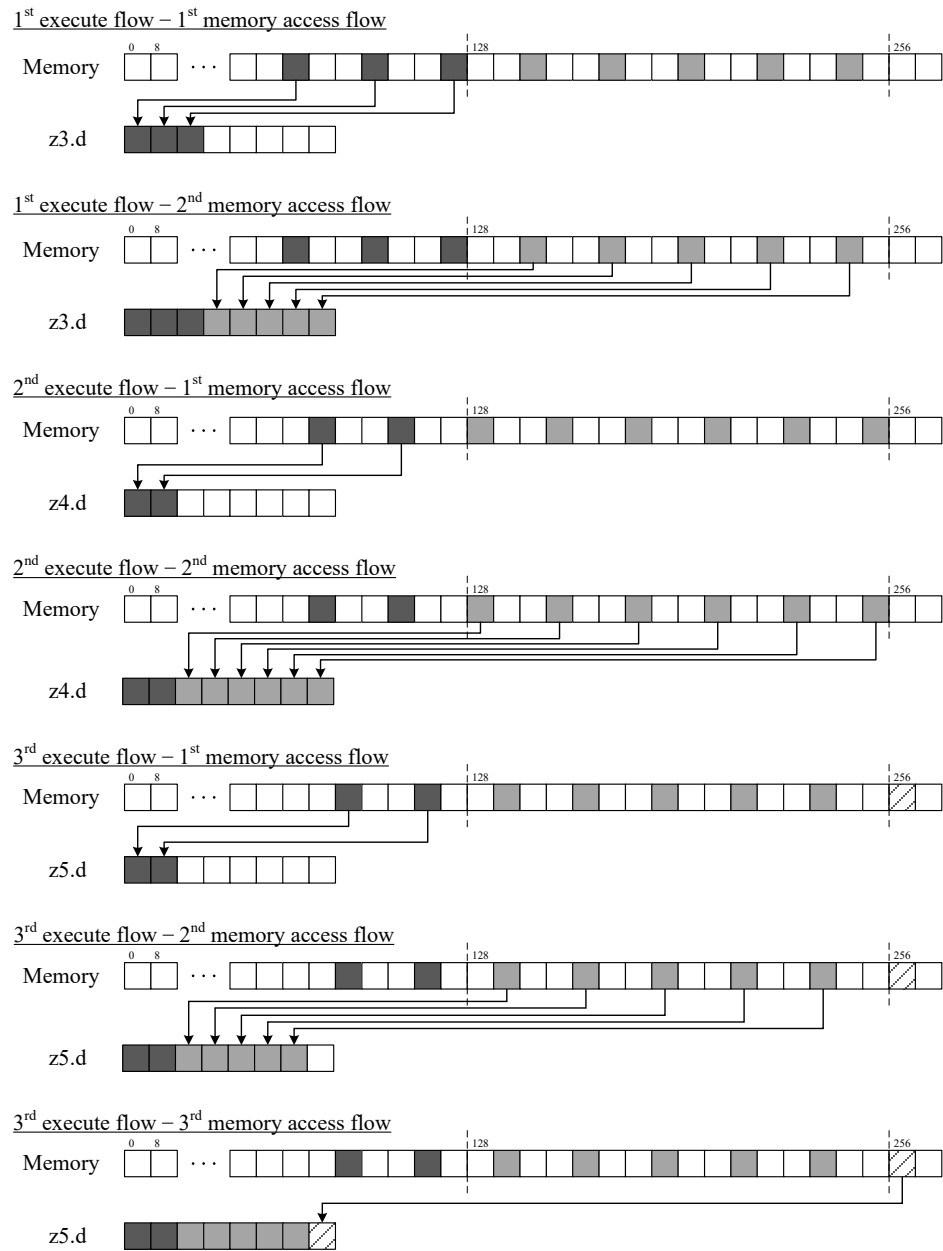 1st execute flow − 1st memory access flow
0 8 128 256
Memory · · ·
z3.d
1st execute flow − 2nd memory access flow
0 8 128 256
Memory · · ·
z3.d
2nd execute flow − 1st memory access flow
0 8 128 256
Memory · · ·
z4.d
2nd execute flow − 2nd memory access flow
0 8 128 256
Memory · · ·
z4.d
3rd execute flow − 1st memory access flow
0 8 128 256
Memory · · ·
z5.d
3rd execute flow − 2nd memory access flow
0 8 128 256
Memory · · ·
z5.d
3rd execute flow − 3rd memory access flow
0 8 128 256
Memory · · ·
z5.d